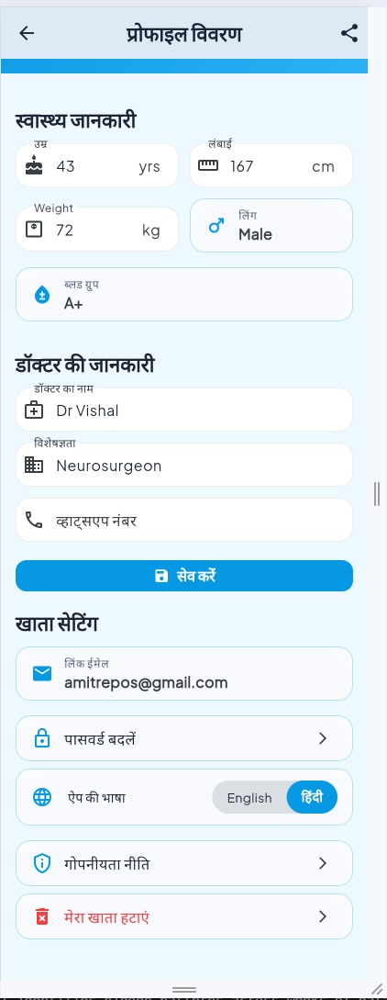 प्रोफाइल विवरण
स्वास्थ्य जानकारी
उम्र
43 yrs
लंबाई
167 cm
Weight
72 kg
लिंग
Male
ब्लड ग्रुप
A+
डॉक्टर की जानकारी
डॉक्टर का नाम
Dr Vishal
विशेषज्ञता
Neurosurgeon
व्हाट्सएप नंबर
सेव करें
खाता सेटिंग
लिंक ईमेल
amitrepos@gmail.com
पासवर्ड बदलें
ऐप की भाषा
English हिंदी
गोपनीयता नीति
मेरा खाता हटाएं